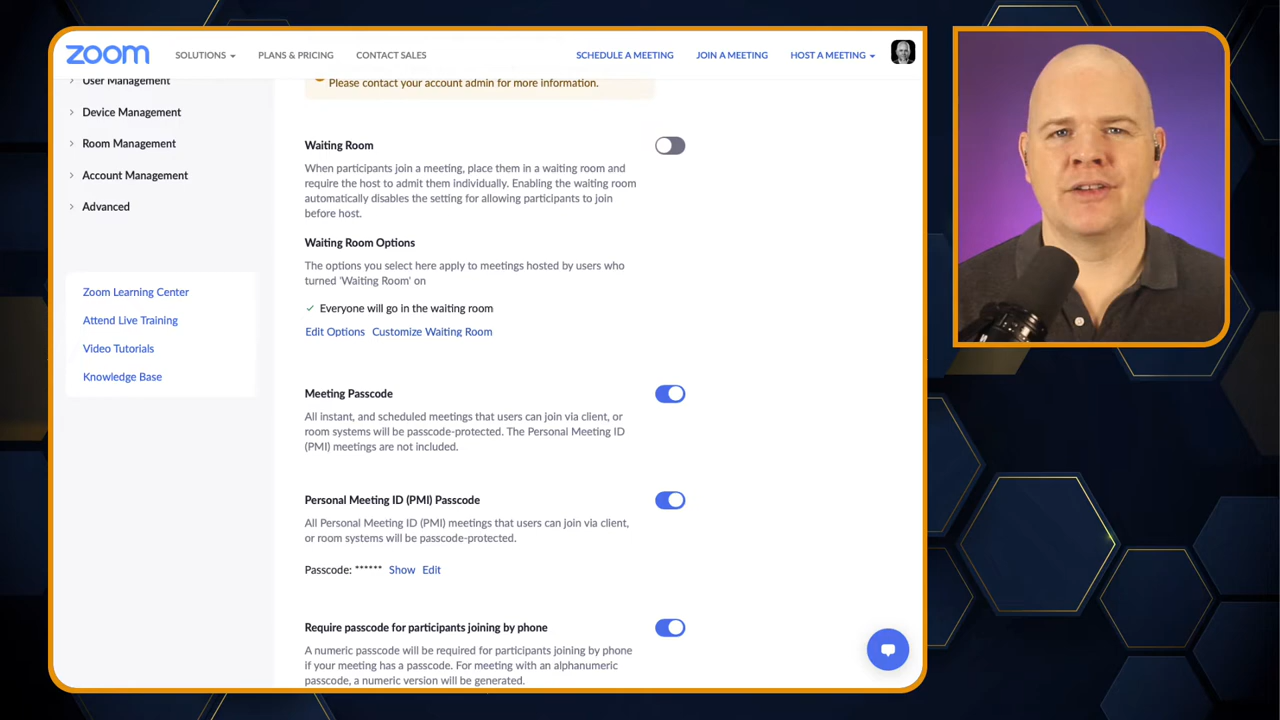 zoom
SOLUTIONS
PLANS & PRICING
CONTACT SALES
SCHEDULE A MEETING
JOIN A MEETING
HOST A MEETING
User Management
Device Management
Room Management
Account Management
Advanced
Zoom Learning Center
Attend Live Training
Video Tutorials
Knowledge Base
Please contact your account admin for more information.
Waiting Room
When participants join a meeting, place them in a waiting room and
require the host to admit them individually. Enabling the waiting room
automatically disables the setting for allowing participants to join
before host.
Waiting Room Options
The options you select here apply to meetings hosted by users who
turned 'Waiting Room' on
Everyone will go in the waiting room
Edit Options Customize Waiting Room
Meeting Passcode
All instant, and scheduled meetings that users can join via client, or
room systems will be passcode-protected. The Personal Meeting ID
(PMI) meetings are not included.
Personal Meeting ID (PMI) Passcode
All Personal Meeting ID (PMI) meetings that users can join via client,
or room systems will be passcode-protected.
Passcode: ****** Show Edit
Require passcode for participants joining by phone
A numeric passcode will be required for participants joining by phone
if your meeting has a passcode. For meeting with an alphanumeric
passcode, a numeric version will be generated.